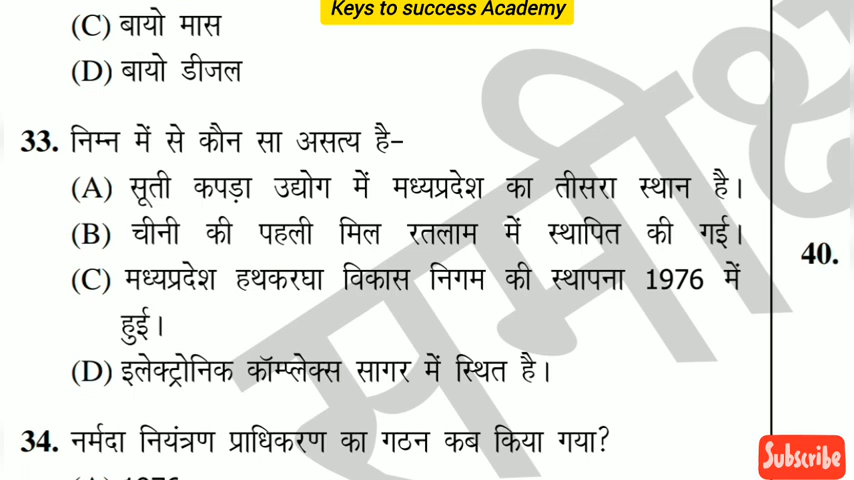 Keys to success Academy
(C) बायो मास
(D) बायो डीजल
33. निम्न में से कौन सा असत्य है-
(A) सूती कपड़ा उद्योग में मध्यप्रदेश का तीसरा स्थान है।
(B) चीनी की पहली मिल रतलाम में स्थापित की गई।
(C) मध्यप्रदेश हथकरघा विकास निगम की स्थापना 1976 में
हुई।
(D) इलेक्ट्रोनिक कॉम्प्लेक्स सागर में स्थित है।
40.
34. नर्मदा नियंत्रण प्राधिकरण का गठन कब किया गया?
Subscribe